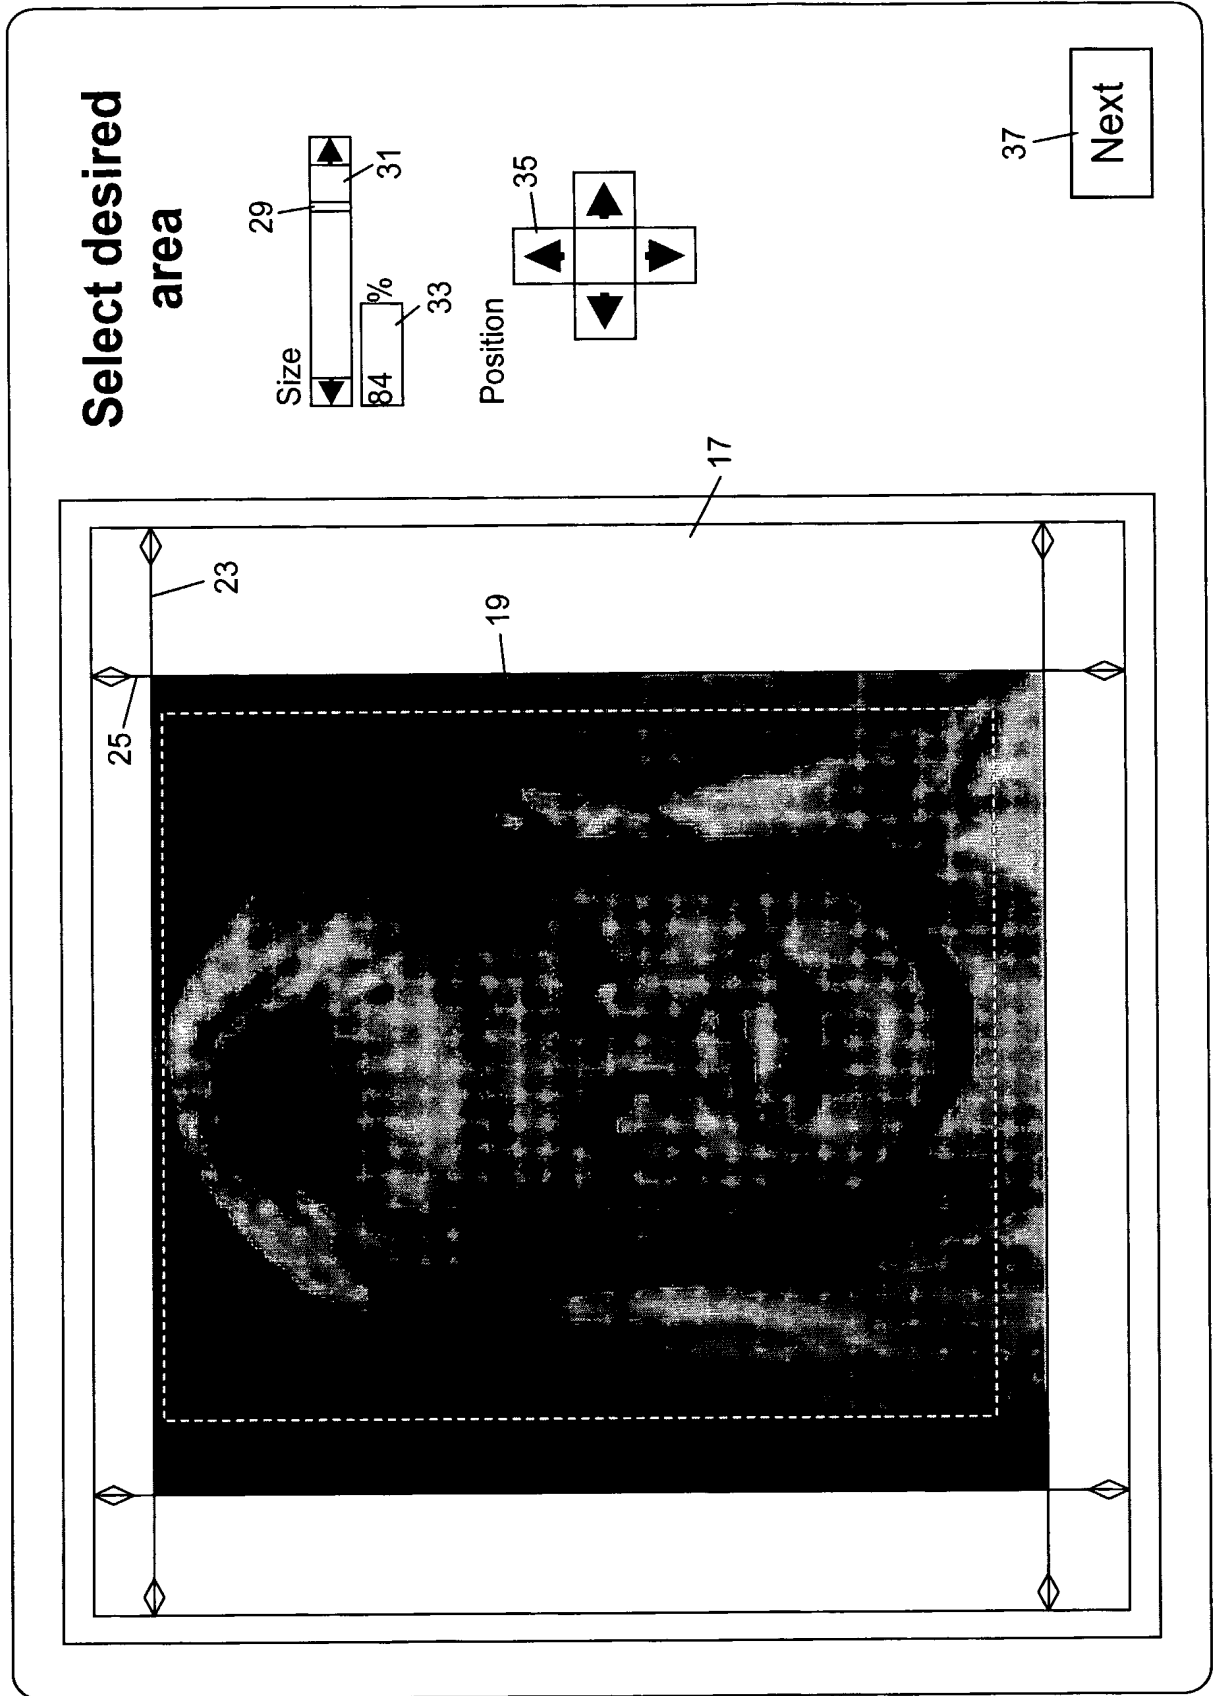 Select desired
area
Size
29
31
84
%
33
Position
35
37
Next
17
23
19
25